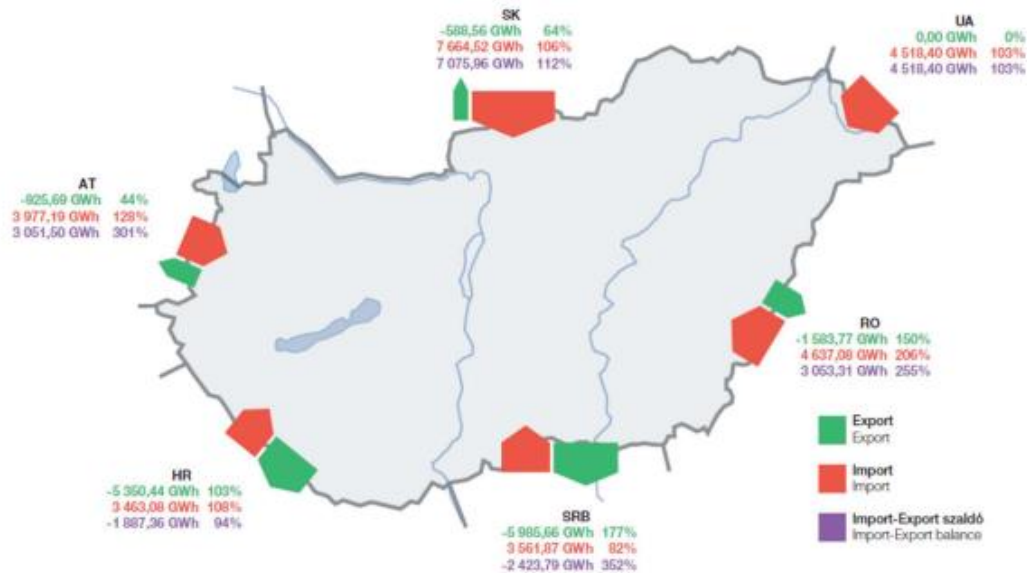 SK
-588,56 GWh 64%
7 664,52 GWh 106%
7 075,96 GWh 112%
UA
0,00 GWh 0%
4 518,40 GWh 103%
4 518,40 GWh 103%
AT
-925,69 GWh 44%
3 977,19 GWh 128%
3 051,50 GWh 301%
RO
-1 583,77 GWh 150%
4 637,08 GWh 206%
3 053,31 GWh 255%
HR
-5 350,44 GWh 103%
3 463,08 GWh 108%
-1 887,36 GWh 94%
SRB
-5 985,66 GWh 177%
3 561,87 GWh 82%
-2 423,79 GWh 352%
Export
Export
Import
Import
Import-Export szaldó
Import-Export balance